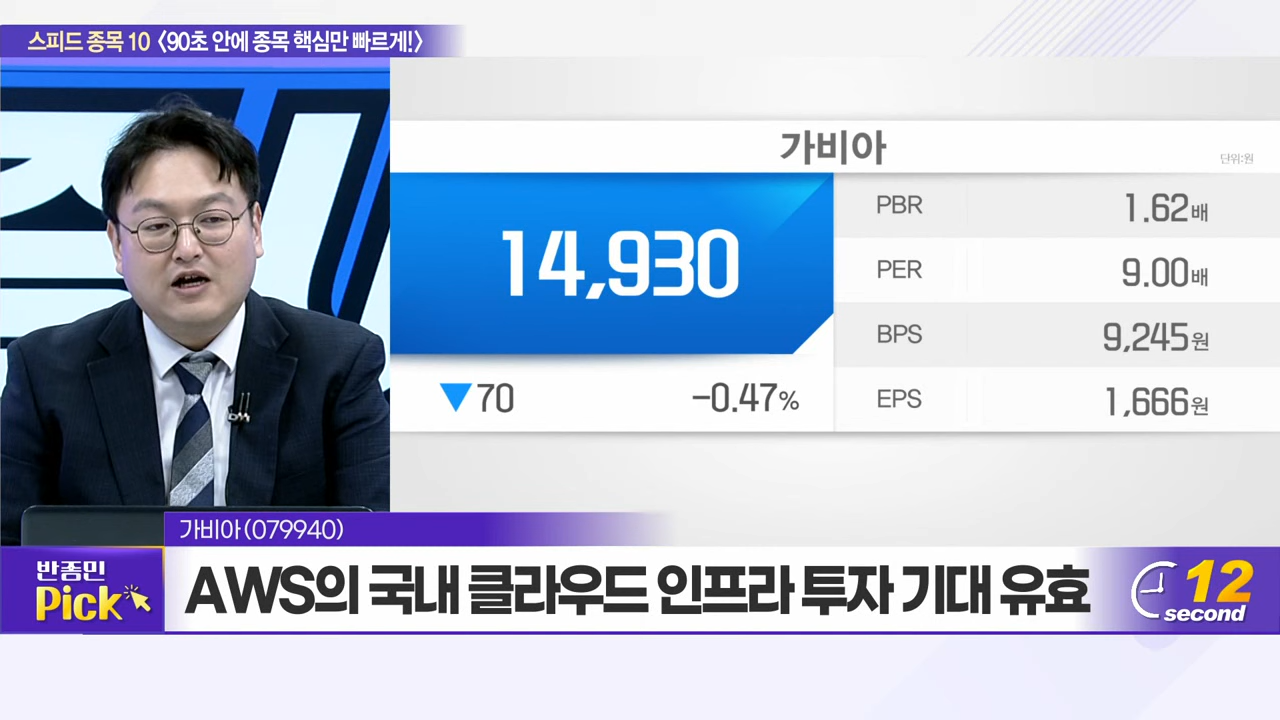 스피드 종목 10 〈90초 안에 종목 핵심만 빠르게!〉
가비아
단위:원
14,930
▼70 -0.47%
PBR 1.62배
PER 9.00배
BPS 9,245원
EPS 1,666원
가비아(079940)
반종민
Pick
AWS의 국내 클라우드 인프라 투자 기대 유효
12
second